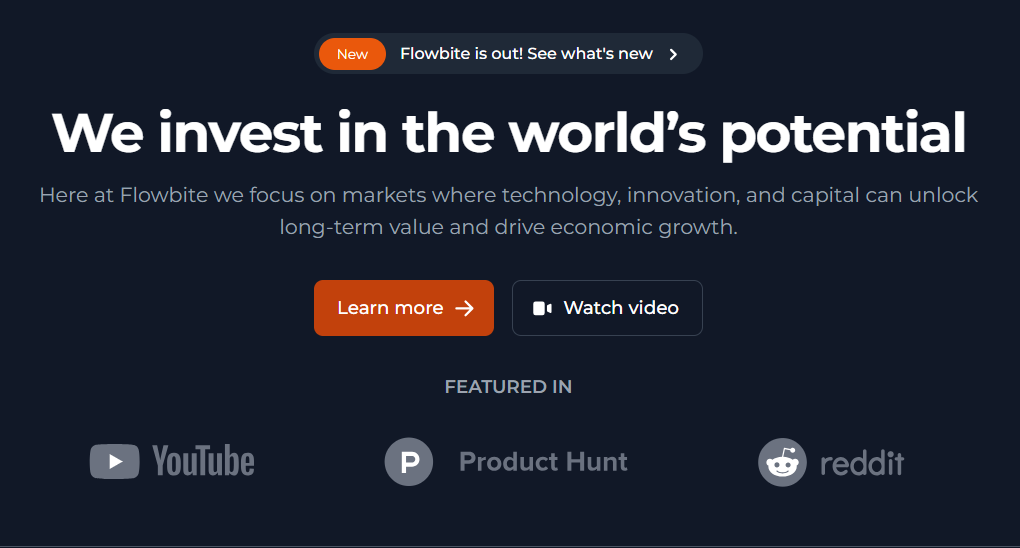 New Flowbite is out! See what's new
We invest in the world’s potential
Here at Flowbite we focus on markets where technology, innovation, and capital can unlock
long-term value and drive economic growth.
Learn more Watch video
FEATURED IN
YouTube P Product Hunt reddit